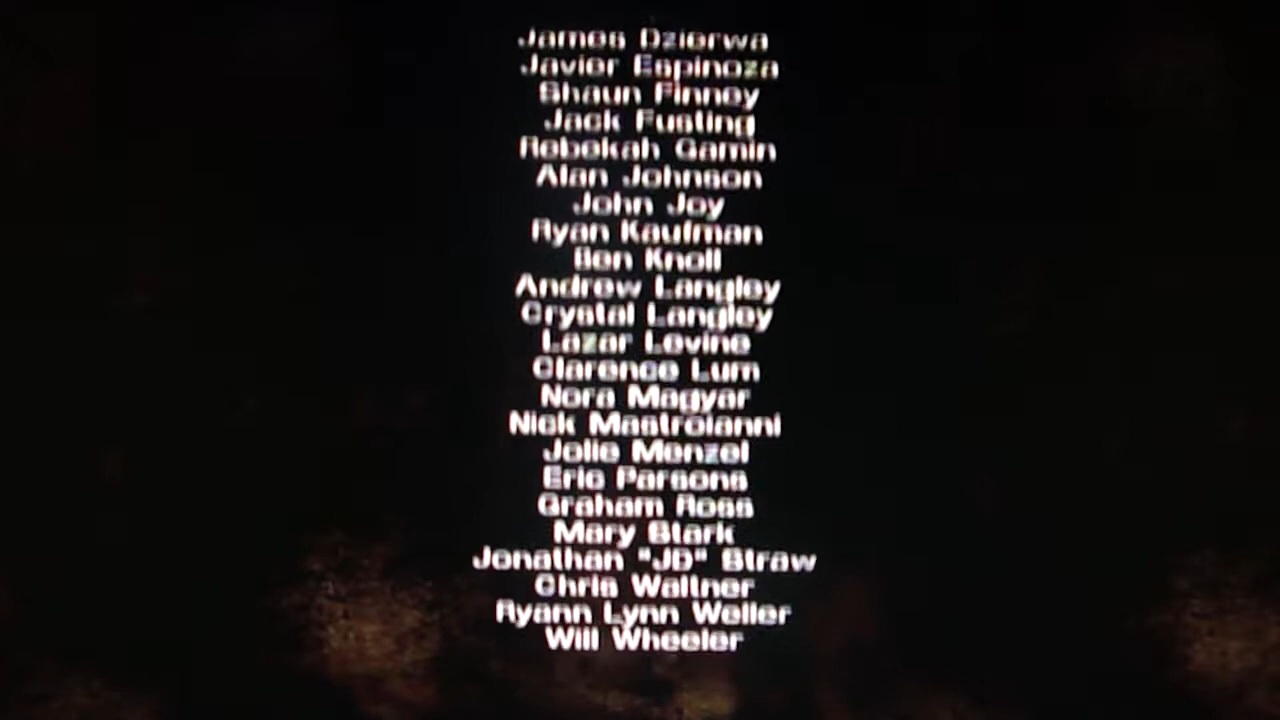 James Dzierwa
Javier Espinoza
Shaun Finney
Jack Fusting
Rebekah Gamin
Alan Johnson
John Joy
Ryan Kaufman
Ben Knoll
Andrew Langley
Crystal Langley
Lazar Levine
Clarence Lum
Nora Magyar
Nick Mastroianni
Jolie Menzel
Eric Parsons
Graham Ross
Mary Stark
Jonathan "JD" Straw
Chris Wallner
Ryann Lynn Weller
Will Wheeler